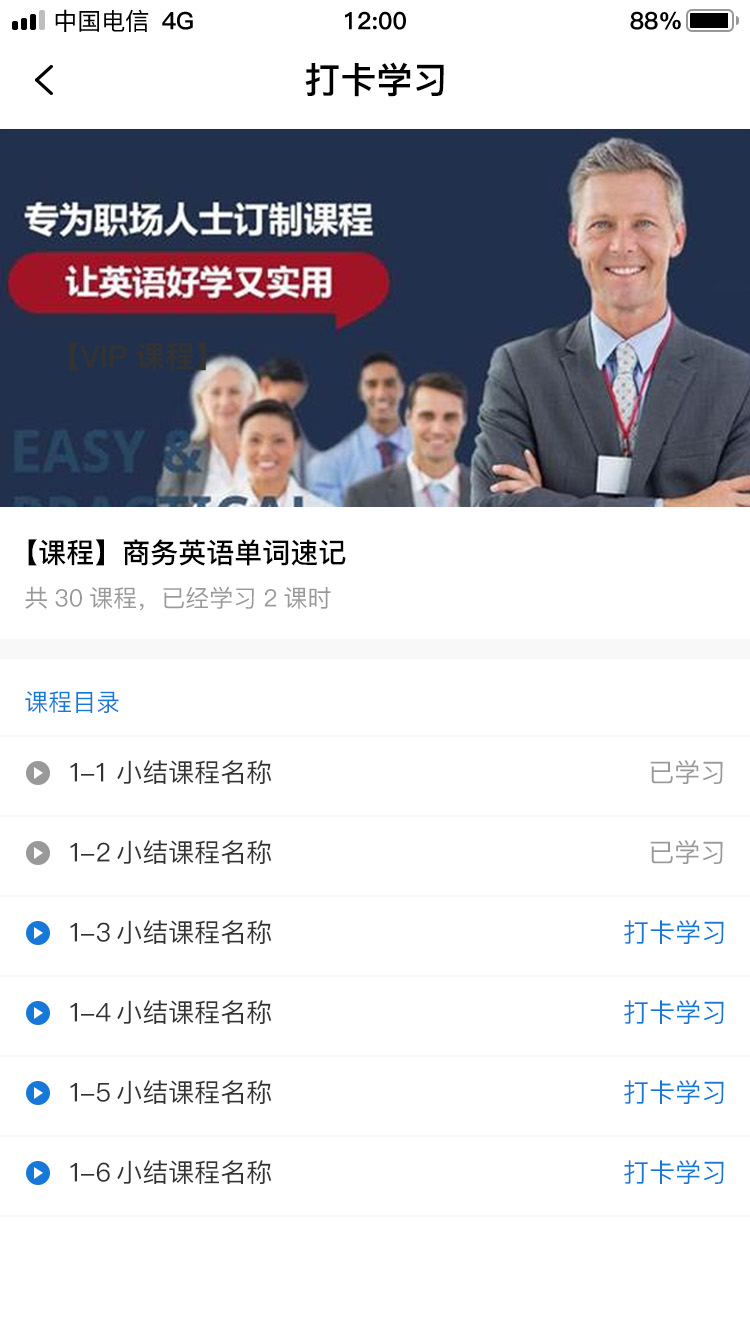 中国电信 4G 12:00 88%
打卡学习
专为职场人士订制课程
让英语好学又实用
【VIP 课程】
EASY &
PRACTICAL
【课程】商务英语单词速记
共 30 课程，已经学习 2 课时
课程目录
1–1 小结课程名称 已学习
1–2 小结课程名称 已学习
1–3 小结课程名称 打卡学习
1–4 小结课程名称 打卡学习
1–5 小结课程名称 打卡学习
1–6 小结课程名称 打卡学习